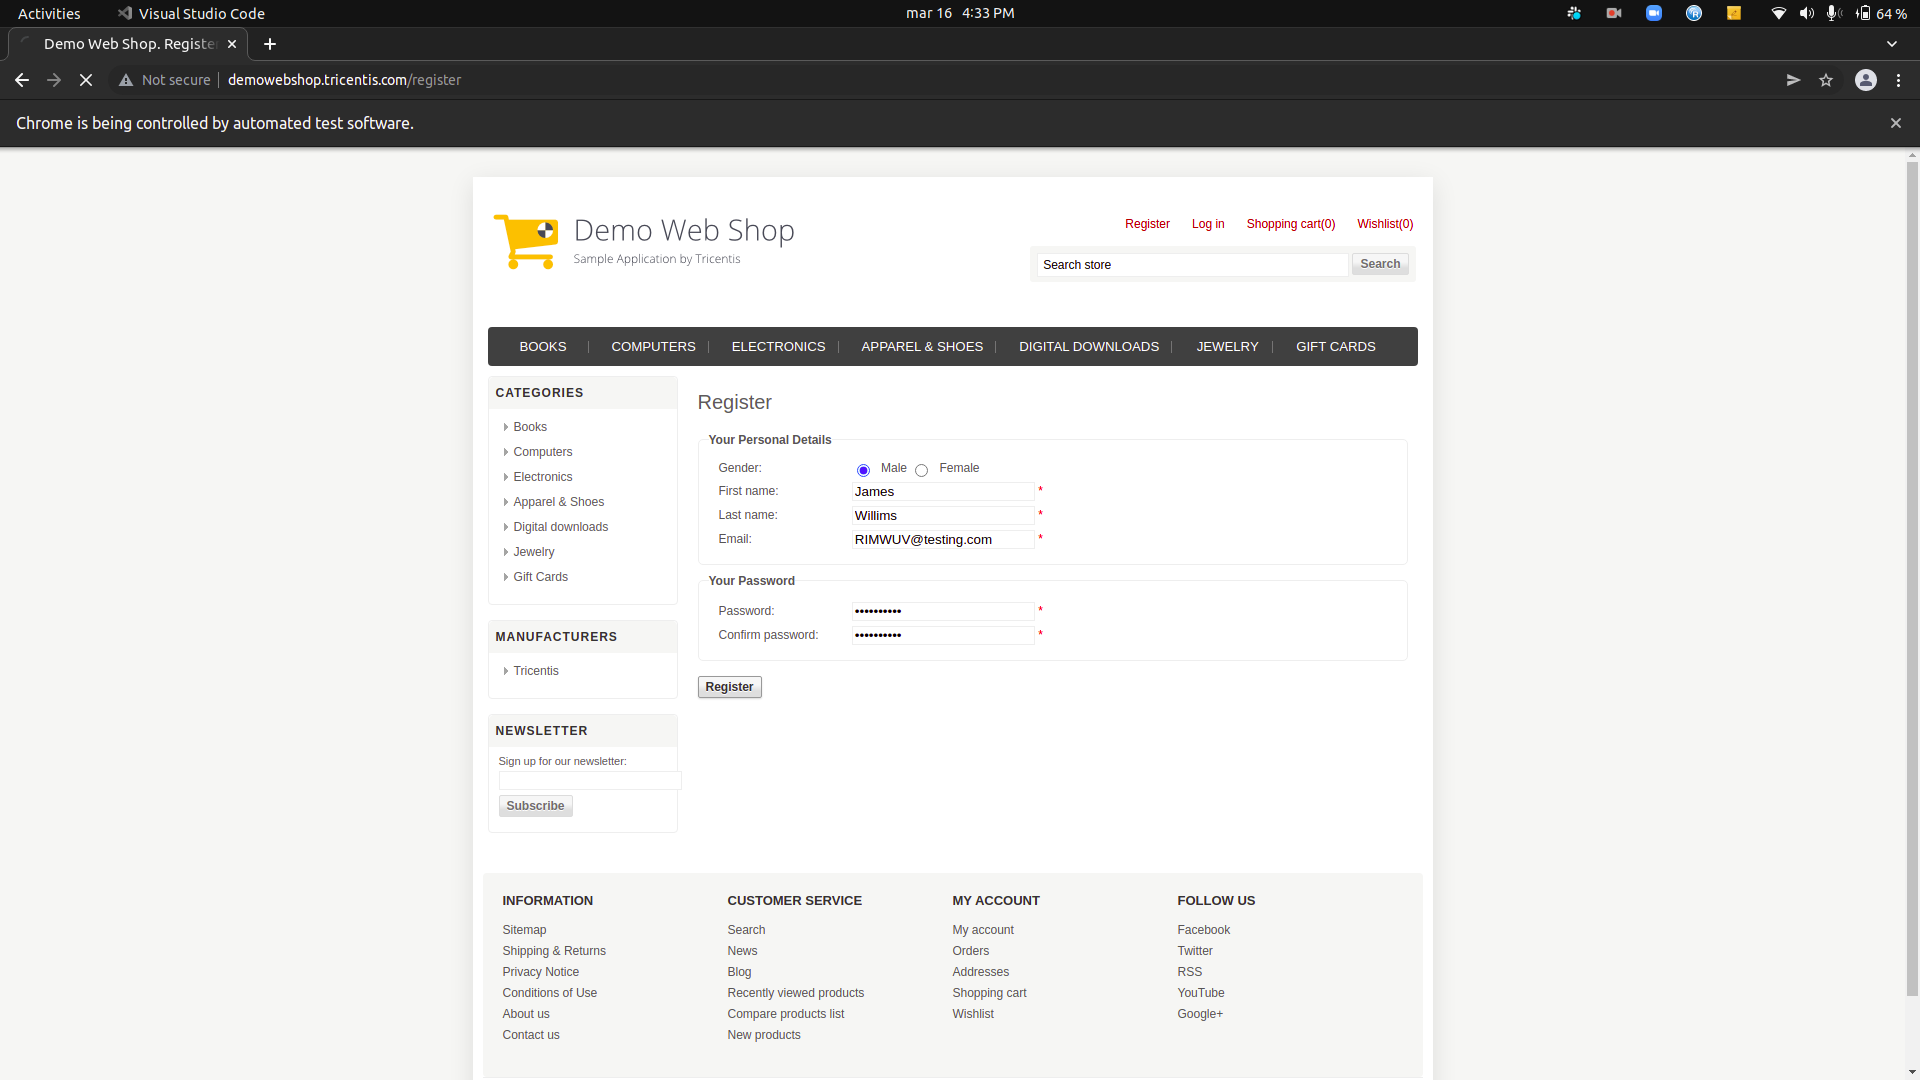 Activities Visual Studio Code mar 16 4:33 PM 64 %
Demo Web Shop. Register
Not secure demowebshop.tricentis.com/register
Chrome is being controlled by automated test software.
Demo Web Shop
Sample Application by Tricentis
Register Log in Shopping cart(0) Wishlist(0)
Search store Search
BOOKS COMPUTERS ELECTRONICS APPAREL & SHOES DIGITAL DOWNLOADS JEWELRY GIFT CARDS
CATEGORIES
Books
Computers
Electronics
Apparel & Shoes
Digital downloads
Jewelry
Gift Cards
MANUFACTURERS
Tricentis
NEWSLETTER
Sign up for our newsletter:
Subscribe
Register
Your Personal Details
Gender: Male Female
First name: James *
Last name: Willims *
Email: RIMWUV@testing.com *
Your Password
Password: •••••••••• *
Confirm password: •••••••••• *
Register
INFORMATION
Sitemap
Shipping & Returns
Privacy Notice
Conditions of Use
About us
Contact us
CUSTOMER SERVICE
Search
News
Blog
Recently viewed products
Compare products list
New products
MY ACCOUNT
My account
Orders
Addresses
Shopping cart
Wishlist
FOLLOW US
Facebook
Twitter
RSS
YouTube
Google+